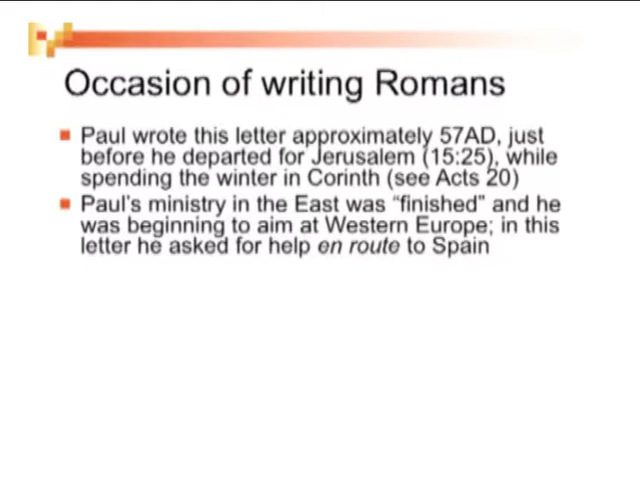 Occasion of writing Romans
Paul wrote this letter approximately 57AD, just
before he departed for Jerusalem (15:25), while
spending the winter in Corinth (see Acts 20)
Paul's ministry in the East was "finished" and he
was beginning to aim at Western Europe; in this
letter he asked for help en route to Spain